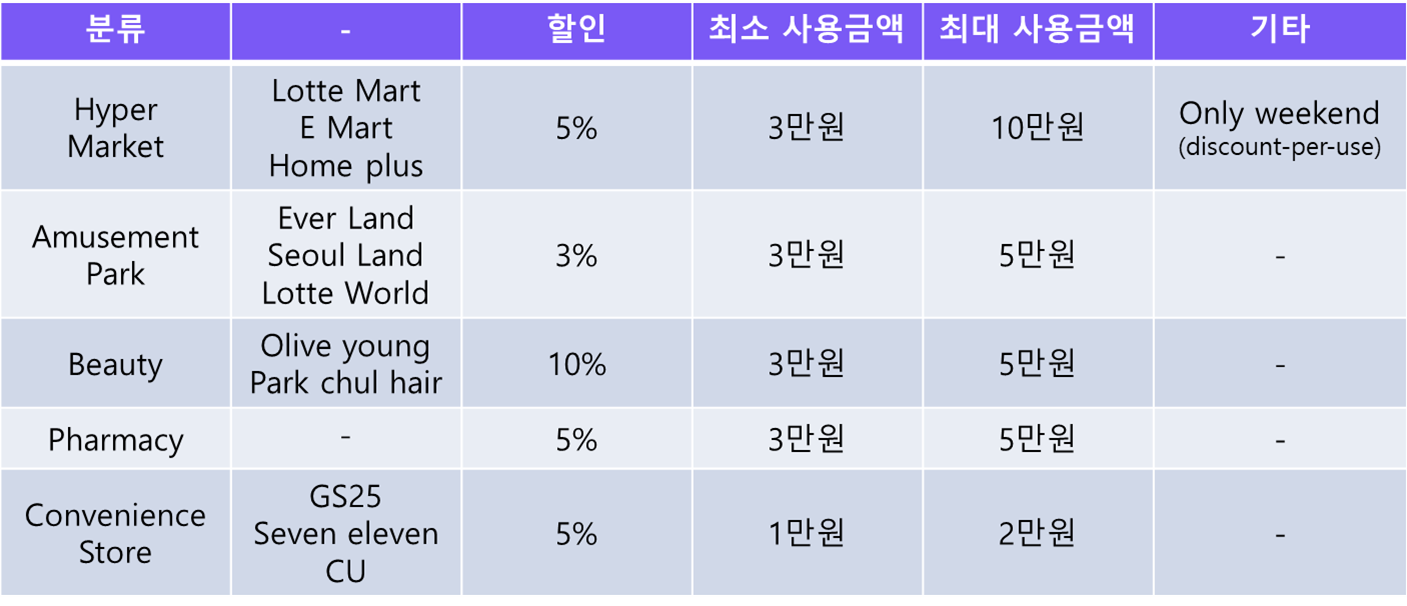 분류 - 할인 최소 사용금액 최대 사용금액 기타
Hyper
Market
Lotte Mart
E Mart
Home plus
5%
3만원
10만원
Only weekend
(discount-per-use)
Amusement
Park
Ever Land
Seoul Land
Lotte World
3%
3만원
5만원
-
Beauty
Olive young
Park chul hair
10%
3만원
5만원
-
Pharmacy
-
5%
3만원
5만원
-
Convenience
Store
GS25
Seven eleven
CU
5%
1만원
2만원
-